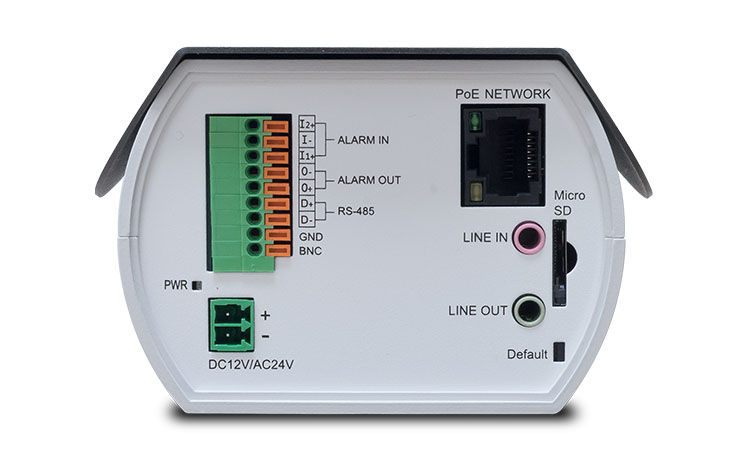 PoE NETWORK
I2+
I-
I1+
ALARM IN
O-
O+
ALARM OUT
D+
D-
RS-485
GND
BNC
Micro
SD
LINE IN
PWR
LINE OUT
+
-
DC12V/AC24V
Default